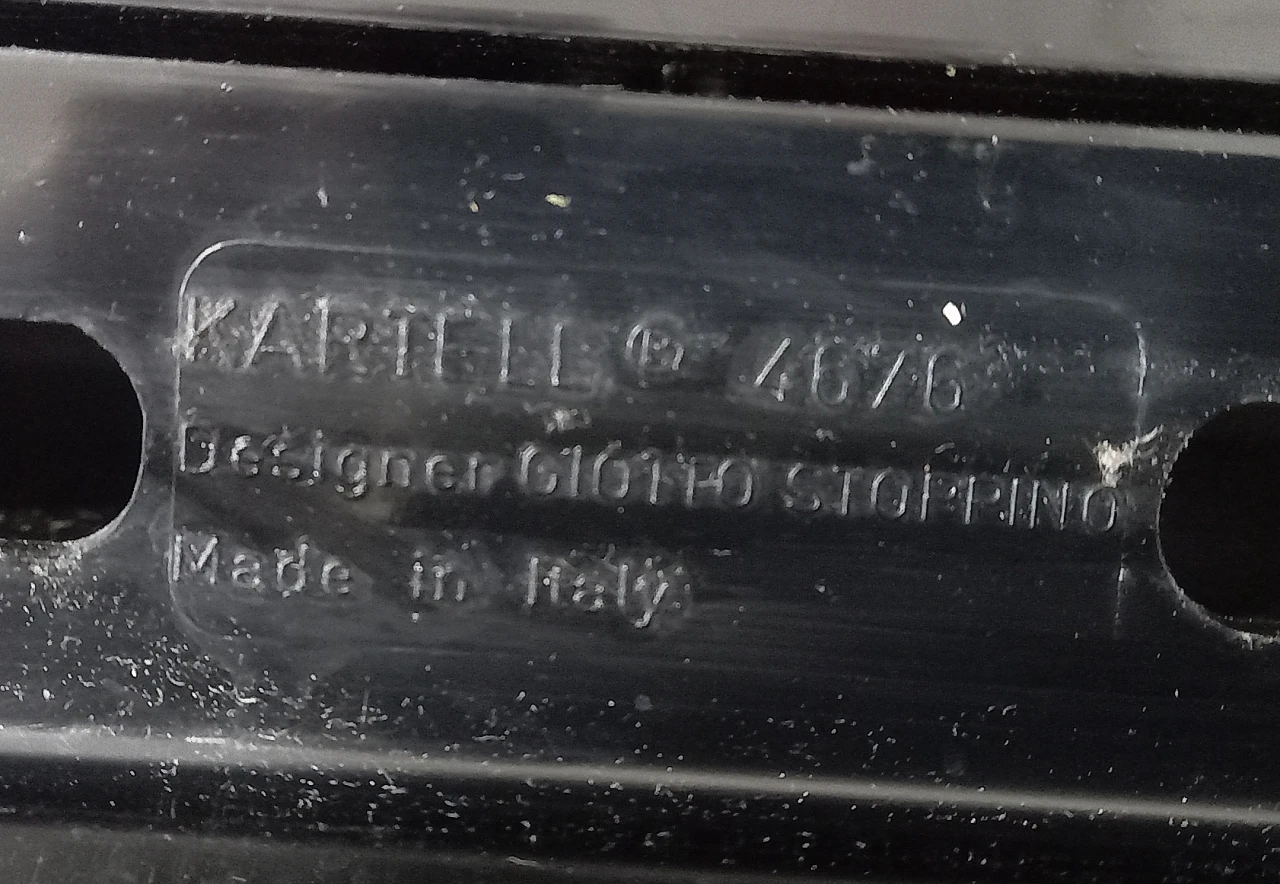 KARTELL ® 4676
Designer GIOTTO STOPPINO
Made in Italy